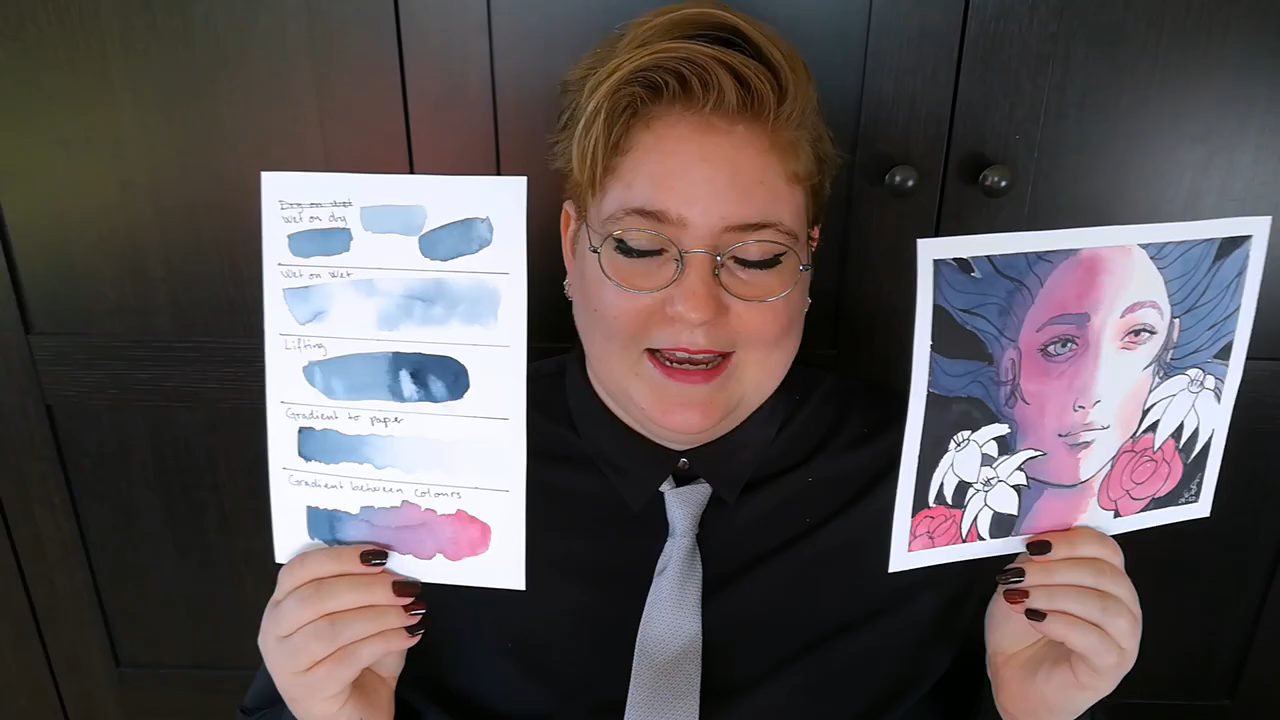 Dry on wet
Wet on dry
Wet on Wet
Lifting
Gradient to paper
Gradient between colours